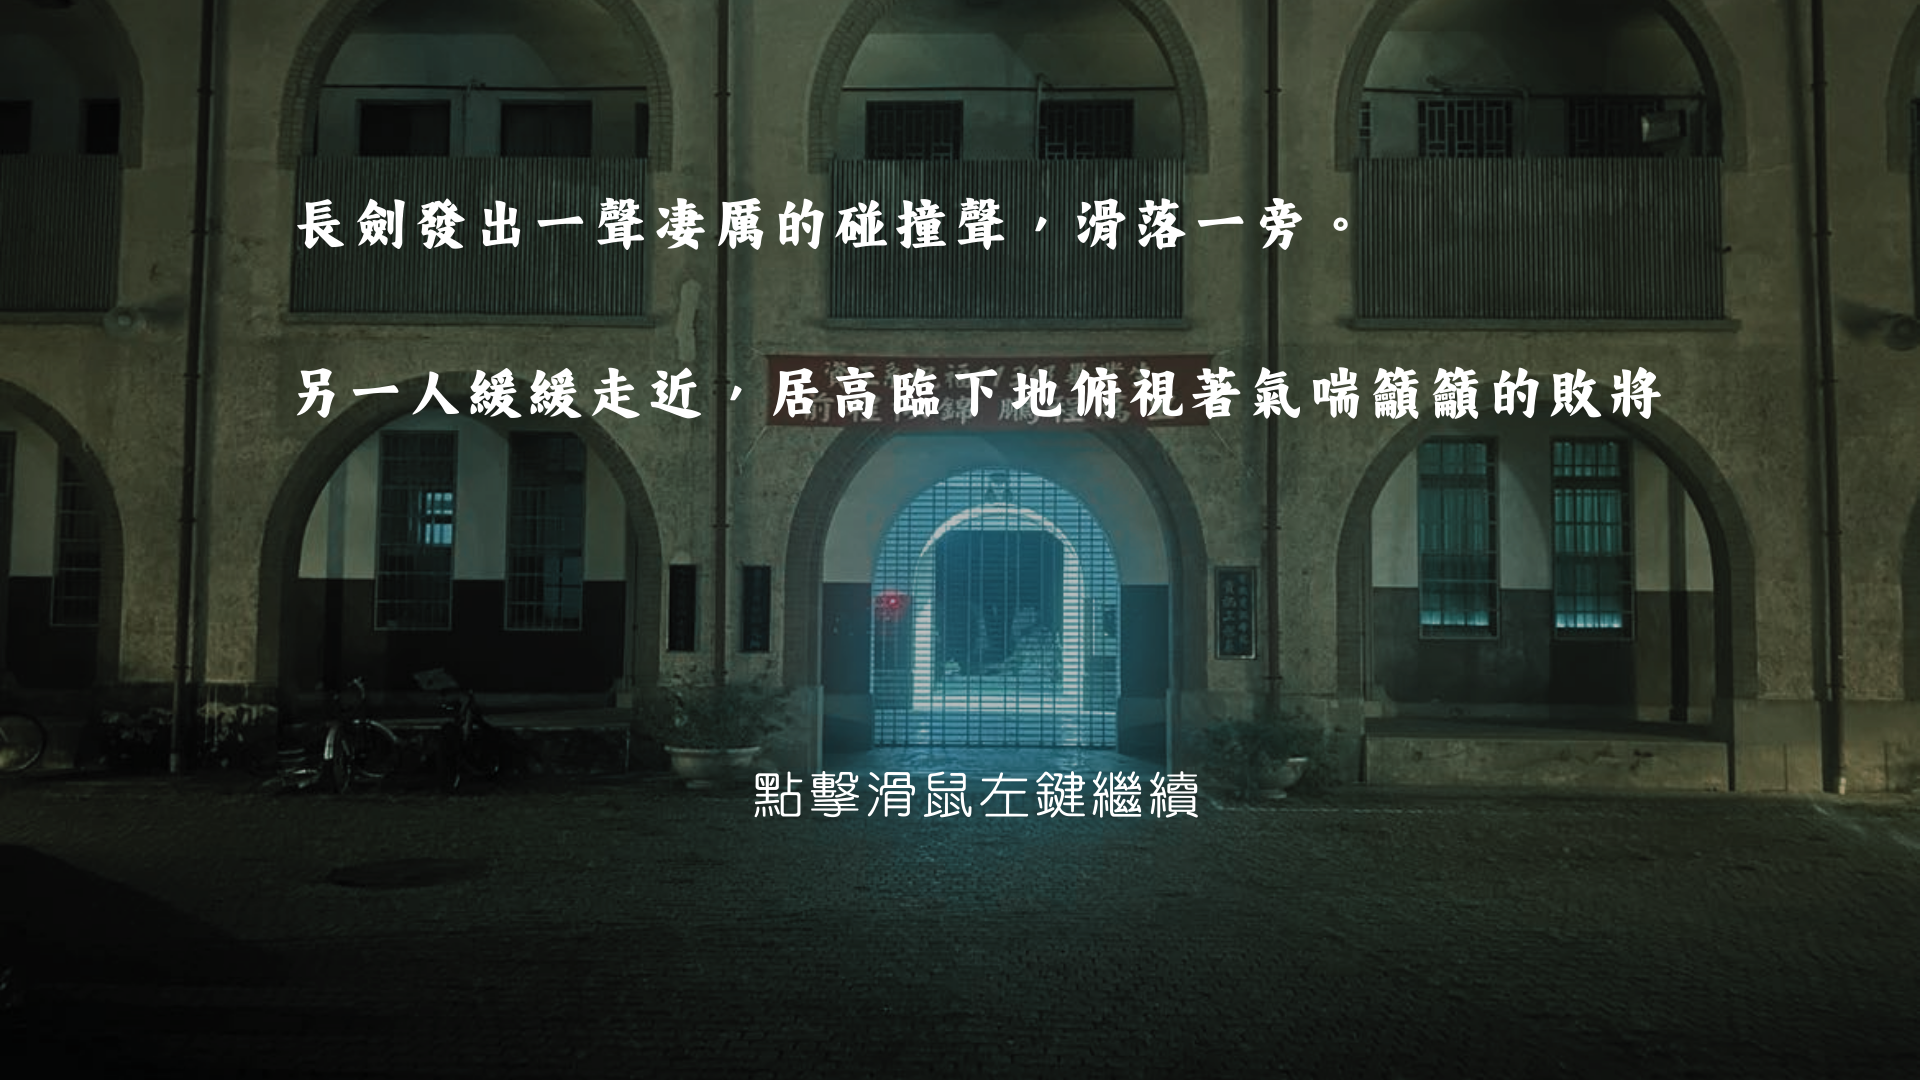 長劍發出一聲凄厲的碰撞聲，滑落一旁。
另一人緩緩走近，居高臨下地俯視著氣喘籲籲的敗將
點擊滑鼠左鍵繼續